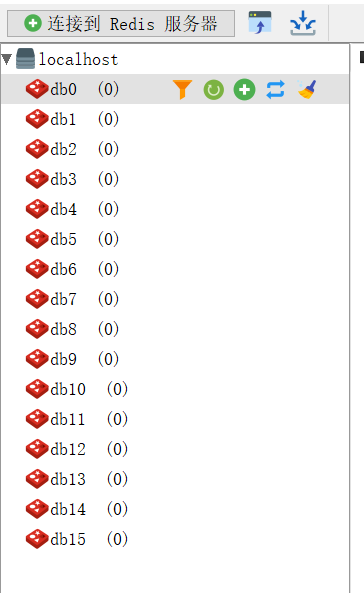 连接到 Redis 服务器
localhost
db0 (0)
db1 (0)
db2 (0)
db3 (0)
db4 (0)
db5 (0)
db6 (0)
db7 (0)
db8 (0)
db9 (0)
db10 (0)
db11 (0)
db12 (0)
db13 (0)
db14 (0)
db15 (0)